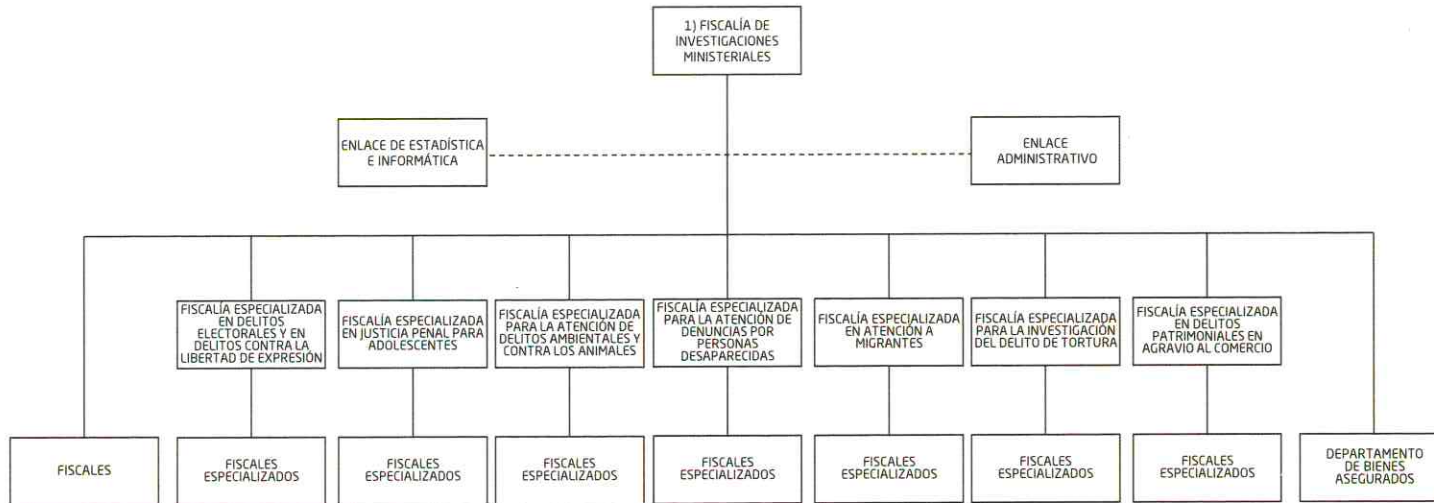 1) FISCALÍA DE
INVESTIGACIONES
MINISTERIALES
ENLACE DE ESTADÍSTICA
E INFORMÁTICA
ENLACE
ADMINISTRATIVO
FISCALÍA ESPECIALIZADA
EN DELITOS
ELECTORALES Y EN
DELITOS CONTRA LA
LIBERTAD DE EXPRESIÓN
FISCALÍA ESPECIALIZADA
EN JUSTICIA PENAL PARA
ADOLESCENTES
FISCALÍA ESPECIALIZADA
PARA LA ATENCIÓN DE
DELITOS AMBIENTALES Y
CONTRA LOS ANIMALES
FISCALÍA ESPECIALIZADA
PARA LA ATENCIÓN DE
DENUNCIAS POR
PERSONAS
DESAPARECIDAS
FISCALÍA ESPECIALIZADA
EN ATENCIÓN A
MIGRANTES
FISCALÍA ESPECIALIZADA
PARA LA INVESTIGACIÓN
DEL DELITO DE TORTURA
FISCALÍA ESPECIALIZADA
EN DELITOS
PATRIMONIALES EN
AGRAVIO AL COMERCIO
FISCALES
FISCALES
ESPECIALIZADOS
FISCALES
ESPECIALIZADOS
FISCALES
ESPECIALIZADOS
FISCALES
ESPECIALIZADOS
FISCALES
ESPECIALIZADOS
FISCALES
ESPECIALIZADOS
FISCALES
ESPECIALIZADOS
DEPARTAMENTO
DE BIENES
ASEGURADOS